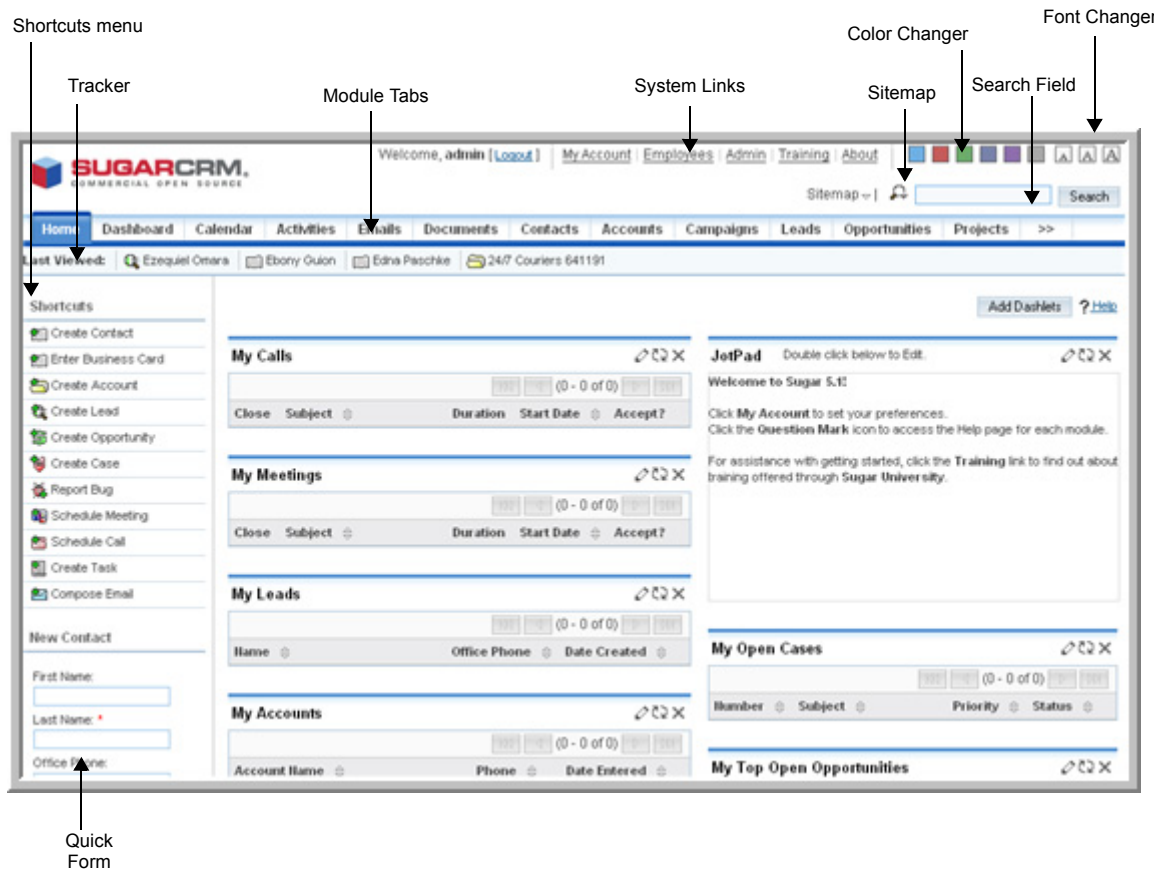 Shortcuts menu
Font Changer
Color Changer
Tracker
Module Tabs
System Links
Sitemap
Search Field
SUGARCRM.
COMMERCIAL OPEN SOURCE
Welcome, admin [Logout] | My Account | Employees | Admin | Training | About
A A A
Sitemap
Search
Home Dashboard Calendar Activities Emails Documents Contacts Accounts Campaigns Leads Opportunities Projects >>
Last Viewed: Ezequiel Omara Ebony Guion Edna Paschke 24/7 Couriers 641191
Shortcuts
Create Contact
Enter Business Card
Create Account
Create Lead
Create Opportunity
Create Case
Report Bug
Schedule Meeting
Schedule Call
Create Task
Compose Email
New Contact
First Name:
Last Name: *
Office Phone:
Add Dashlets ? Help
My Calls
(0 - 0 of 0)
Close Subject Duration Start Date Accept?
My Meetings
(0 - 0 of 0)
Close Subject Duration Start Date Accept?
My Leads
(0 - 0 of 0)
Name Office Phone Date Created
My Accounts
(0 - 0 of 0)
Account Name Phone Date Entered
JotPad Double click below to Edit.
Welcome to Sugar 5.1!
Click My Account to set your preferences.
Click the Question Mark icon to access the Help page for each module.
For assistance with getting started, click the Training link to find out about
training offered through Sugar University.
My Open Cases
(0 - 0 of 0)
Number Subject Priority Status
My Top Open Opportunities
Quick
Form